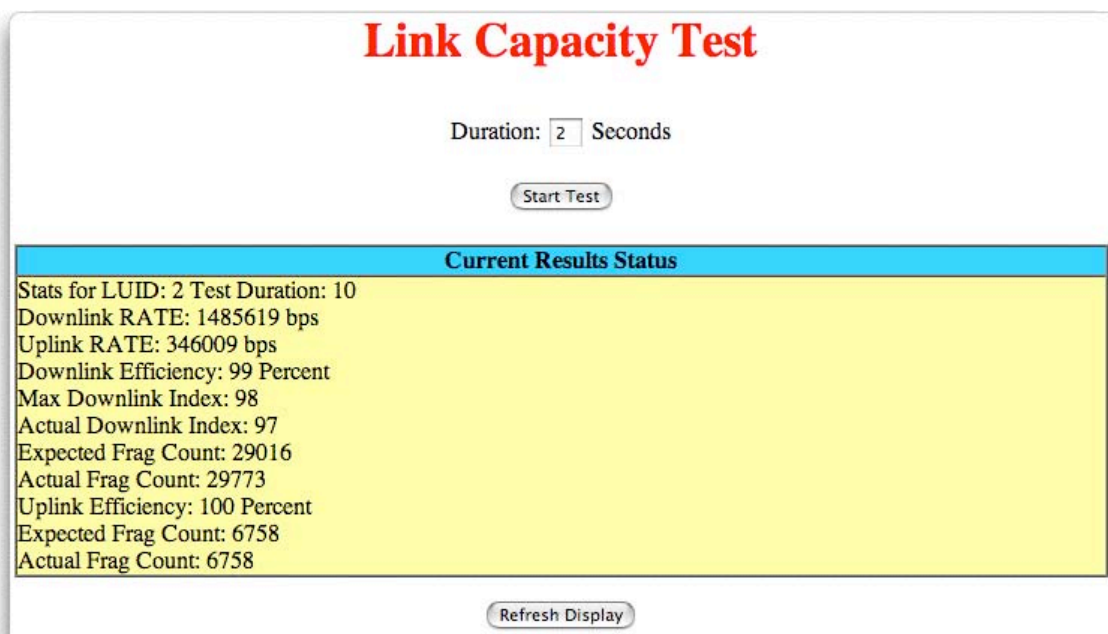 Link Capacity Test
Duration: 2 Seconds
Start Test
Current Results Status
Stats for LUID: 2 Test Duration: 10
Downlink RATE: 1485619 bps
Uplink RATE: 346009 bps
Downlink Efficiency: 99 Percent
Max Downlink Index: 98
Actual Downlink Index: 97
Expected Frag Count: 29016
Actual Frag Count: 29773
Uplink Efficiency: 100 Percent
Expected Frag Count: 6758
Actual Frag Count: 6758
Refresh Display